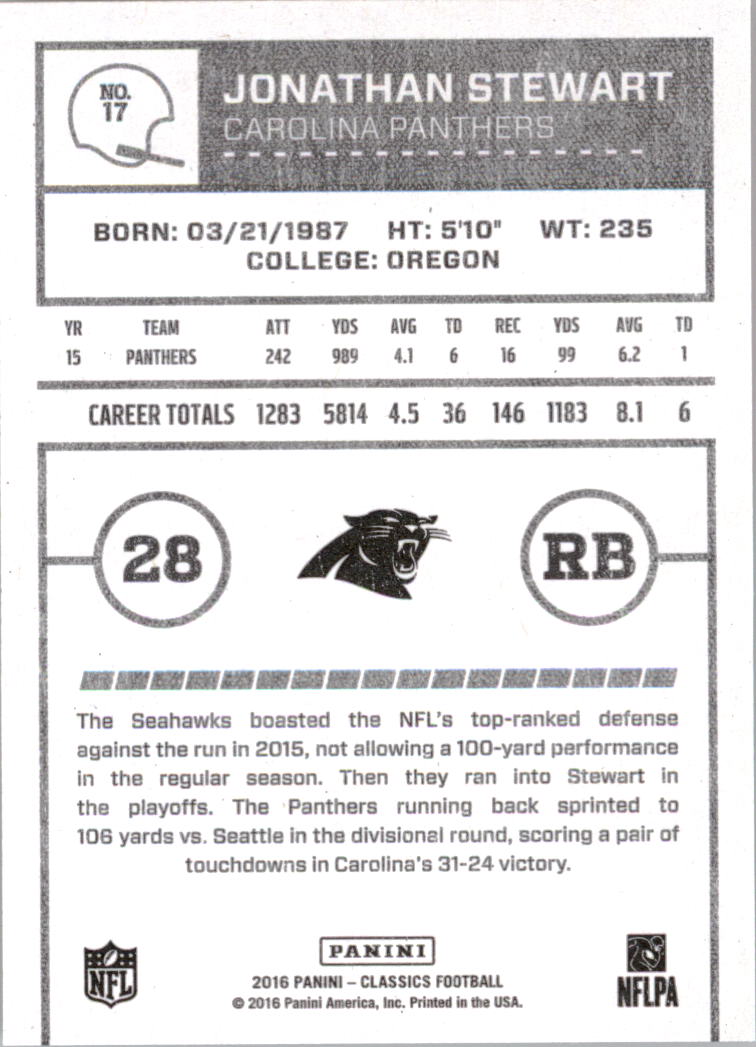 NO.
17
JONATHAN STEWART
CAROLINA PANTHERS
BORN: 03/21/1987 HT: 5'10" WT: 235
COLLEGE: OREGON
YR TEAM ATT YDS AVG TD REC YDS AVG TD
15 PANTHERS 242 989 4.1 6 16 99 6.2 1
CAREER TOTALS 1283 5814 4.5 36 146 1183 8.1 6
28
RB
The Seahawks boasted the NFL's top-ranked defense
against the run in 2015, not allowing a 100-yard performance
in the regular season. Then they ran into Stewart in
the playoffs. The Panthers running back sprinted to
106 yards vs. Seattle in the divisional round, scoring a pair of
touchdowns in Carolina's 31-24 victory.
NFL
PANINI
2016 PANINI – CLASSICS FOOTBALL
© 2016 Panini America, Inc. Printed in the USA.
NFLPA